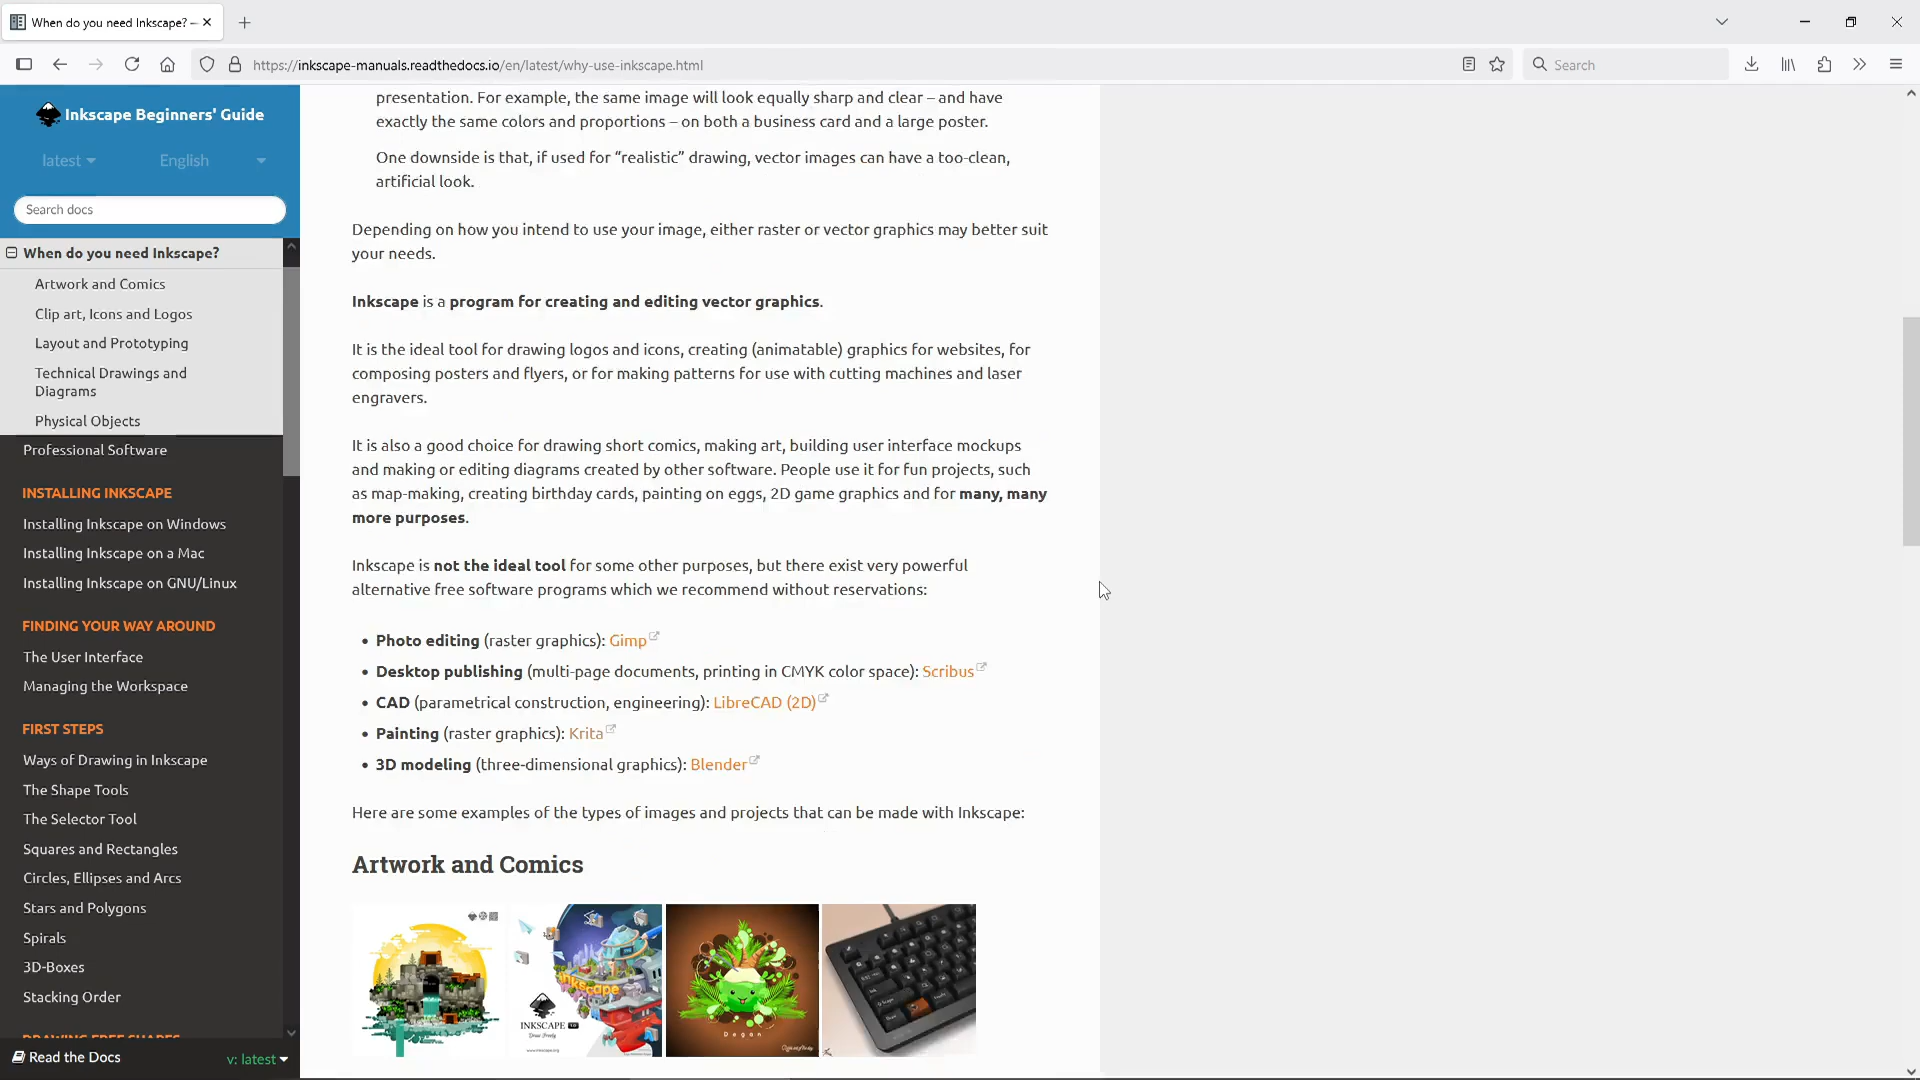 When do you need Inkscape? —
https://inkscape-manuals.readthedocs.io/en/latest/why-use-inkscape.html
Search
Inkscape Beginners' Guide
latest
English
Search docs
When do you need Inkscape?
Artwork and Comics
Clip art, Icons and Logos
Layout and Prototyping
Technical Drawings and
Diagrams
Physical Objects
Professional Software
INSTALLING INKSCAPE
Installing Inkscape on Windows
Installing Inkscape on a Mac
Installing Inkscape on GNU/Linux
FINDING YOUR WAY AROUND
The User Interface
Managing the Workspace
FIRST STEPS
Ways of Drawing in Inkscape
The Shape Tools
The Selector Tool
Squares and Rectangles
Circles, Ellipses and Arcs
Stars and Polygons
Spirals
3D-Boxes
Stacking Order
DRAWING FREE SHAPES
Read the Docs
v: latest
presentation. For example, the same image will look equally sharp and clear – and have
exactly the same colors and proportions – on both a business card and a large poster.
One downside is that, if used for “realistic” drawing, vector images can have a too-clean,
artificial look.
Depending on how you intend to use your image, either raster or vector graphics may better suit
your needs.
Inkscape is a program for creating and editing vector graphics.
It is the ideal tool for drawing logos and icons, creating (animatable) graphics for websites, for
composing posters and flyers, or for making patterns for use with cutting machines and laser
engravers.
It is also a good choice for drawing short comics, making art, building user interface mockups
and making or editing diagrams created by other software. People use it for fun projects, such
as map-making, creating birthday cards, painting on eggs, 2D game graphics and for many, many
more purposes.
Inkscape is not the ideal tool for some other purposes, but there exist very powerful
alternative free software programs which we recommend without reservations:
• Photo editing (raster graphics): Gimp
• Desktop publishing (multi-page documents, printing in CMYK color space): Scribus
• CAD (parametrical construction, engineering): LibreCAD (2D)
• Painting (raster graphics): Krita
• 3D modeling (three-dimensional graphics): Blender
Here are some examples of the types of images and projects that can be made with Inkscape:
Artwork and Comics
inkscape
INKSCAPE
Draw Freely
www.inkscape.org
Degan